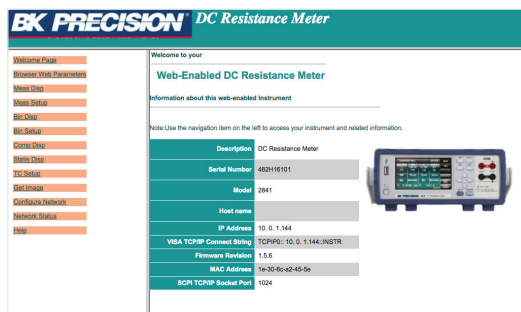 BK PRECISION® DC Resistance Meter
Welcome Page
Browser Web Parameters
Meas Disp
Meas Setup
Bin Disp
Bin Setup
Comp Disp
Statis Disp
TC Setup
Get Image
Configure Network
Network Status
Help
Welcome to your
Web-Enabled DC Resistance Meter
Information about this web-enabled Instrument
Note:Use the navigation item on the left to access your instrument and related information.
Description DC Resistance Meter
Serial Number 482H16101
Model 2841
Host name
IP Address 10. 0. 1.144
VISA TCP/IP Connect String TCPIP0:: 10. 0. 1.144::INSTR
Firmware Revision 1.5.6
MAC Address 1e-30-6c-a2-45-5e
SCPI TCP/IP Socket Port 1024
BK PRECISION